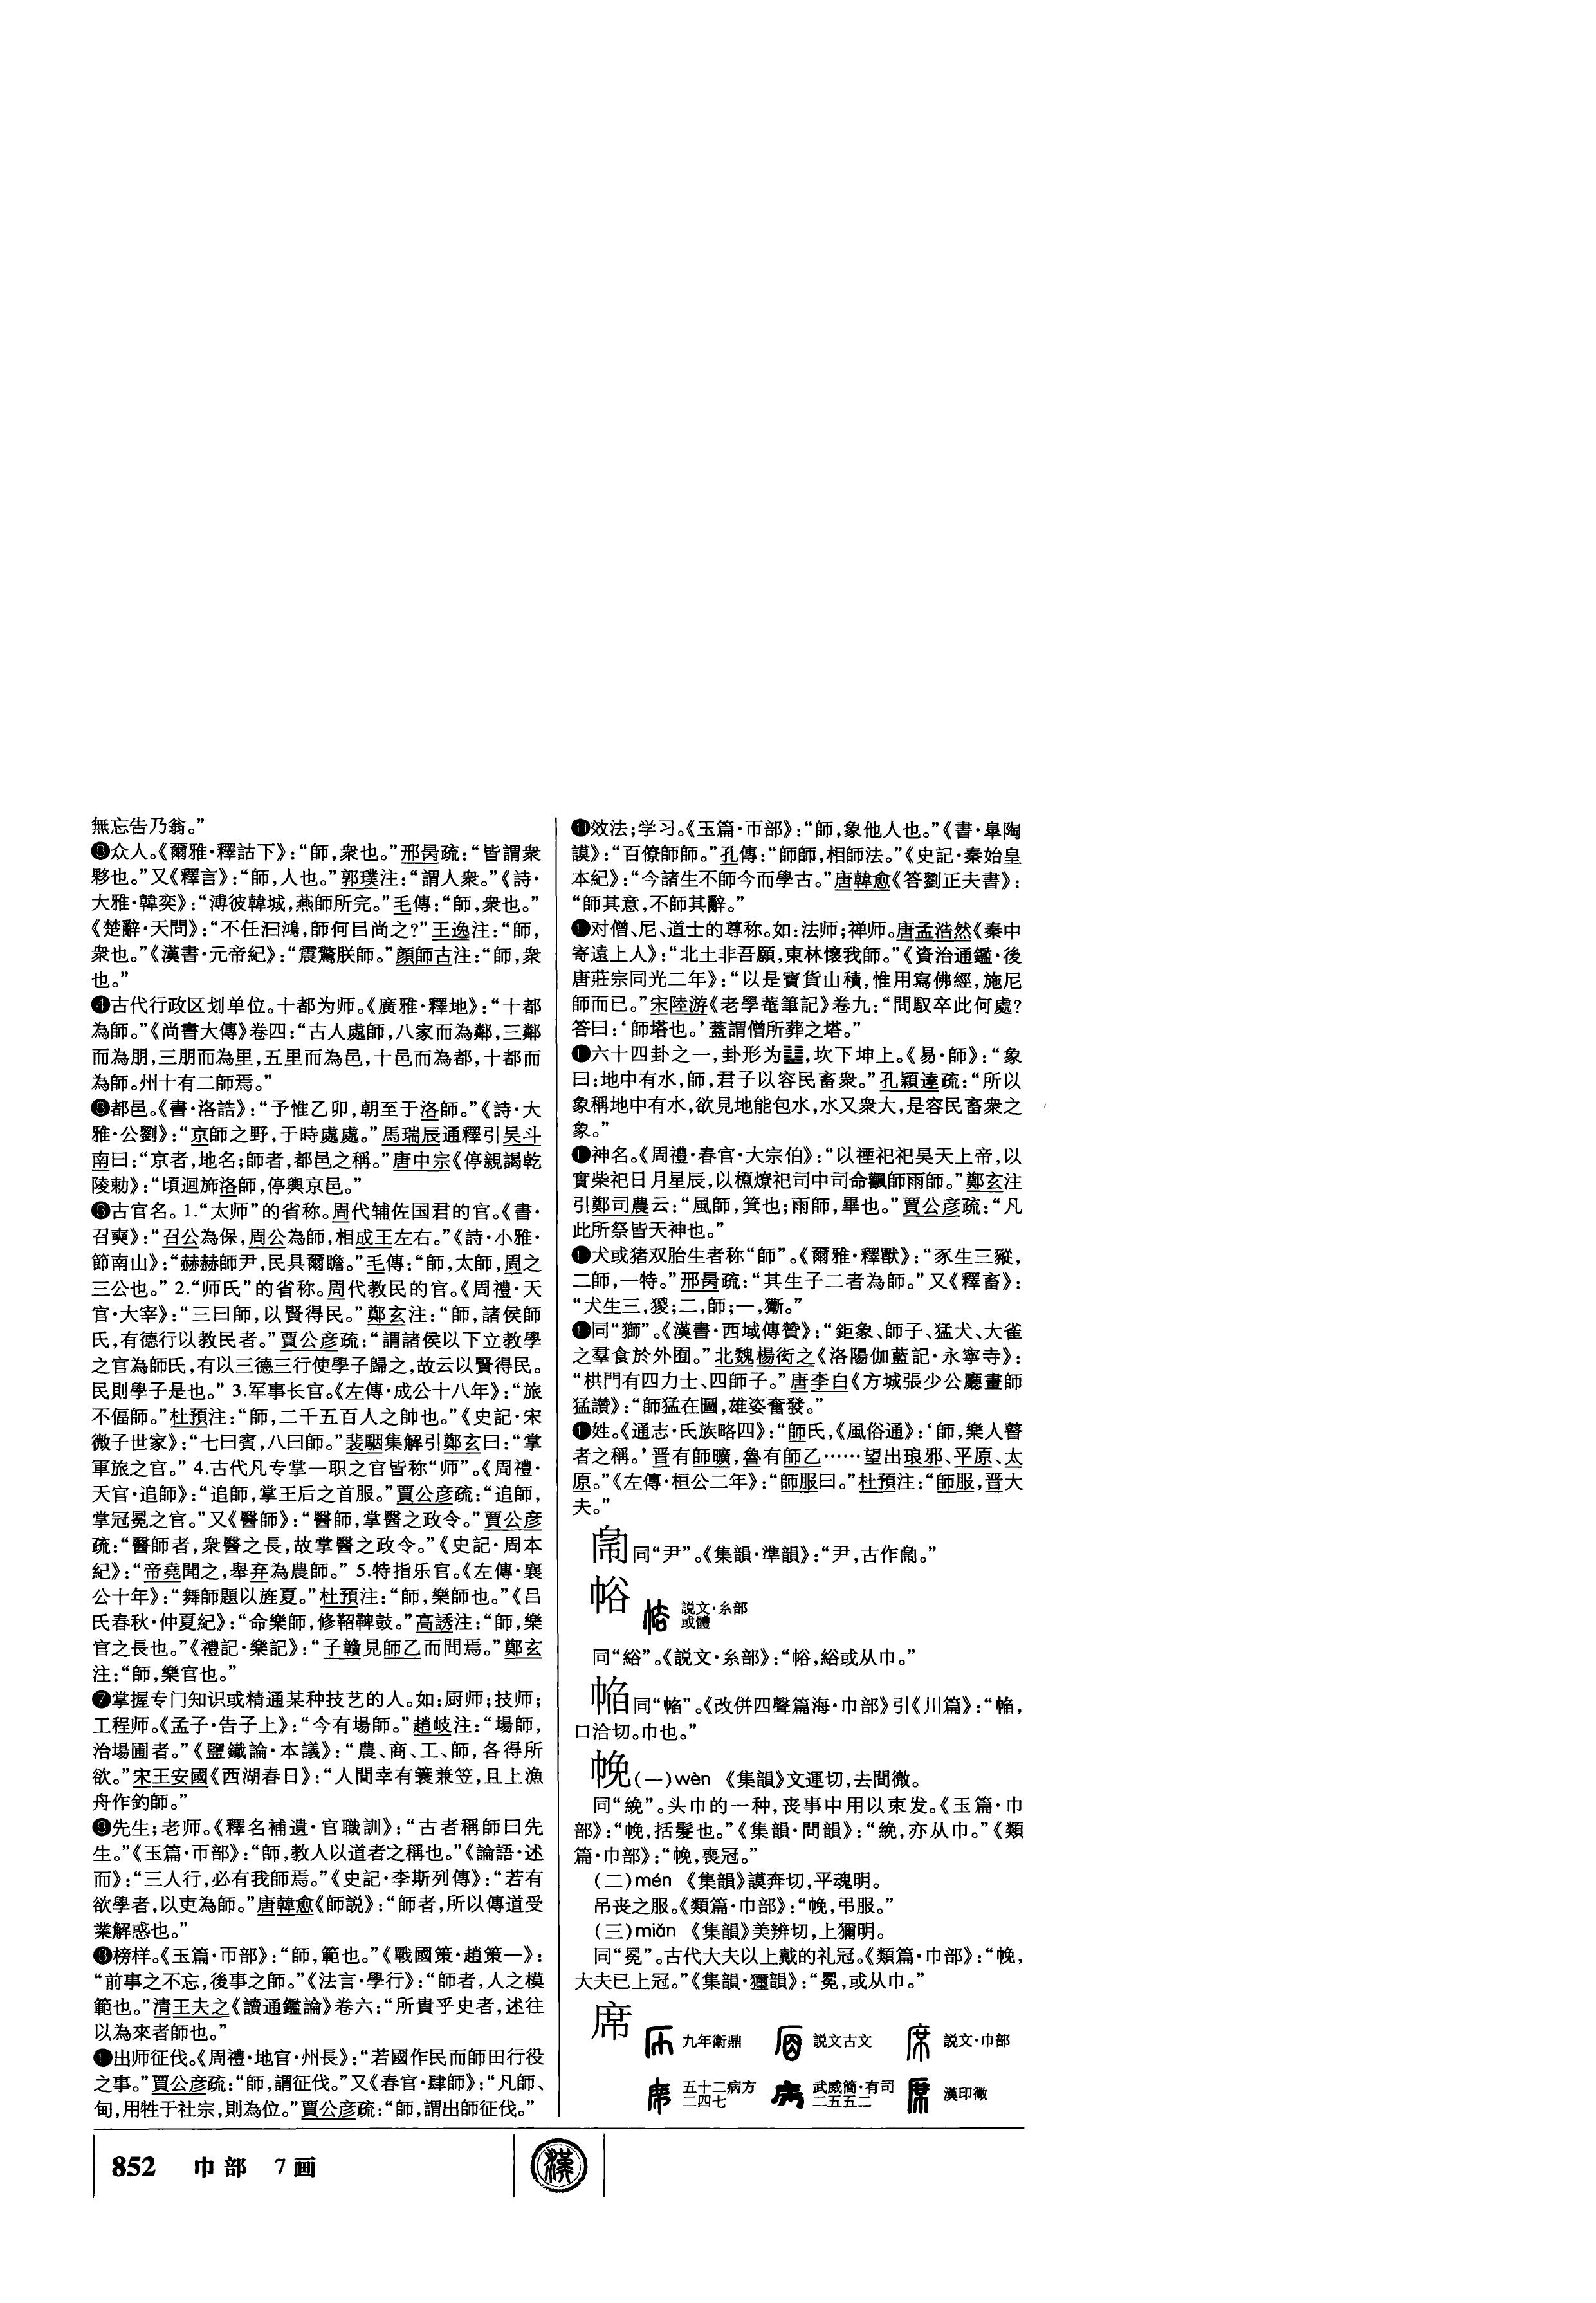 無忘告乃翁。”
❸众人。《爾雅·釋詁下》：“師，衆也。”邢昺疏：“皆謂衆
夥也。”又《釋言》：“師，人也。”郭璞注：“謂人衆。”《詩·
大雅·韓奕》：“溥彼韓城，燕師所完。”毛傳：“師，衆也。”
《楚辭·天問》：“不任汩鴻，師何㠯尚之?”王逸注：“師，
衆也。”《漢書·元帝紀》：“震驚朕師。”顔師古注：“師，衆
也。”
❹古代行政区划单位。十都为师。《廣雅·釋地》：“十都
為師。”《尚書大傳》卷四：“古人處師，八家而為鄰，三鄰
而為朋，三朋而為里，五里而為邑，十邑而為都，十都而
為師。州十有二師焉。”
❺都邑。《書·洛誥》：“予惟乙卯，朝至于洛師。”《詩·大
雅·公劉》：“京師之野，于時處處。”馬瑞辰通釋引吴斗
南曰：“京者，地名；師者，都邑之稱。”唐中宗《停親謁乾
陵勅》：“頃迴斾洛師，停輿京邑。”
❻古官名。1.“太师”的省称。周代辅佐国君的官。《書·
召奭》：“召公為保，周公為師，相成王左右。”《詩·小雅·
節南山》：“赫赫師尹，民具爾瞻。”毛傳：“師，太師，周之
三公也。” 2.“师氏”的省称。周代教民的官。《周禮·天
官·大宰》：“三曰師，以賢得民。”鄭玄注：“師，諸侯師
氏，有德行以教民者。”賈公彦疏：“謂諸侯以下立教學
之官為師氏，有以三德三行使學子歸之，故云以賢得民。
民則學子是也。” 3.军事长官。《左傳·成公十八年》：“旅
不偪師。”杜預注：“師，二千五百人之帥也。”《史記·宋
微子世家》：“七曰賓，八曰師。”裴駰集解引鄭玄曰：“掌
軍旅之官。” 4.古代凡专掌一职之官皆称“师”。《周禮·
天官·追師》：“追師，掌王后之首服。”賈公彦疏：“追師，
掌冠冕之官。”又《醫師》：“醫師，掌醫之政令。”賈公彦
疏：“醫師者，衆醫之長，故掌醫之政令。”《史記·周本
紀》：“帝堯聞之，舉弃為農師。” 5.特指乐官。《左傳·襄
公十年》：“舞師題以旌夏。”杜預注：“師，樂師也。”《吕
氏春秋·仲夏紀》：“命樂師，修鞀鞞鼓。”高誘注：“師，樂
官之長也。”《禮記·樂記》：“子贛見師乙而問焉。”鄭玄
注：“師，樂官也。”
❼掌握专门知识或精通某种技艺的人。如：厨师；技师；
工程师。《孟子·告子上》：“今有場師。”趙岐注：“場師，
治場圃者。”《鹽鐵論·本議》：“農、商、工、師，各得所
欲。”宋王安國《西湖春日》：“人間幸有簑兼笠，且上漁
舟作釣師。”
❽先生；老师。《釋名補遺·官職訓》：“古者稱師曰先
生。”《玉篇·帀部》：“師，教人以道者之稱也。”《論語·述
而》：“三人行，必有我師焉。”《史記·李斯列傳》：“若有
欲學者，以吏為師。”唐韓愈《師説》：“師者，所以傳道受
業解惑也。”
❾榜样。《玉篇·帀部》：“師，範也。”《戰國策·趙策一》：
“前事之不忘，後事之師。”《法言·學行》：“師者，人之模
範也。”清王夫之《讀通鑑論》卷六：“所貴乎史者，述往
以為來者師也。”
❿出师征伐。《周禮·地官·州長》：“若國作民而師田行役
之事。”賈公彦疏：“師，謂征伐。”又《春官·肆師》：“凡師、
甸，用牲于社宗，則為位。”賈公彦疏：“師，謂出師征伐。”
⓫效法；学习。《玉篇·帀部》：“師，象他人也。”《書·臯陶
謨》：“百僚師師。”孔傳：“師師，相師法。”《史記·秦始皇
本紀》：“今諸生不師今而學古。”唐韓愈《答劉正夫書》：
“師其意，不師其辭。”
⓬对僧、尼、道士的尊称。如：法师；禅师。唐孟浩然《秦中
寄遠上人》：“北土非吾願，東林懷我師。”《資治通鑑·後
唐莊宗同光二年》：“以是寶貨山積，惟用寫佛經，施尼
師而已。”宋陸游《老學菴筆記》卷九：“問馭卒此何處?
答曰：‘師塔也。’蓋謂僧所葬之塔。”
⓭六十四卦之一，卦形为䷆，坎下坤上。《易·師》：“象
曰：地中有水，師，君子以容民畜衆。”孔穎達疏：“所以
象稱地中有水，欲見地能包水，水又衆大，是容民畜衆之
象。”
⓮神名。《周禮·春官·大宗伯》：“以禋祀祀昊天上帝，以
實柴祀日月星辰，以槱燎祀司中司命飌師雨師。”鄭玄注
引鄭司農云：“風師，箕也；雨師，畢也。”賈公彦疏：“凡
此所祭皆天神也。”
⓯犬或猪双胎生者称“師”。《爾雅·釋獸》：“豕生三豵，
二師，一特。”邢昺疏：“其生子二者為師。”又《釋畜》：
“犬生三，猣；二，師；一，玂。”
⓰同“獅”。《漢書·西域傳贊》：“鉅象、師子、猛犬、大雀
之羣食於外囿。”北魏楊衒之《洛陽伽藍記·永寧寺》：
“栱門有四力士、四師子。”唐李白《方城張少公廳畫師
猛讚》：“師猛在圖，雄姿奮發。”
⓱姓。《通志·氏族略四》：“師氏，《風俗通》：‘師，樂人瞽
者之稱。’晋有師曠，魯有師乙……望出琅邪、平原、太
原。”《左傳·桓公二年》：“師服曰。”杜預注：“師服，晋大
夫。”
同“尹”。《集韻·準韻》：“尹，古作。”
帢 説文·糸部
或體
同“綌”。《説文·糸部》：“㕁，綌或从巾。”
同“”。《改併四聲篇海·巾部》引《川篇》：“，
口洽切。巾也。”
帨(一)wèn 《集韻》文運切，去問微。
同“絻”。头巾的一种，丧事中用以束发。《玉篇·巾
部》：“㡈，括髮也。”《集韻·問韻》：“絻，亦从巾。”《類
篇·巾部》：“㡈，喪冠。”
(二)mén 《集韻》謨奔切，平魂明。
吊丧之服。《類篇·巾部》：“㡈，弔服。”
(三)miǎn 《集韻》美辨切，上獮明。
同“冕”。古代大夫以上戴的礼冠。《類篇·巾部》：“㡈，
大夫已上冠。”《集韻·𤣗韻》：“冕，或从巾。”
席 九年衛鼎 説文古文 説文·巾部
五十二病方
二四七 武威簡·有司
二五五二 漢印徵
852 巾部 7画
漢